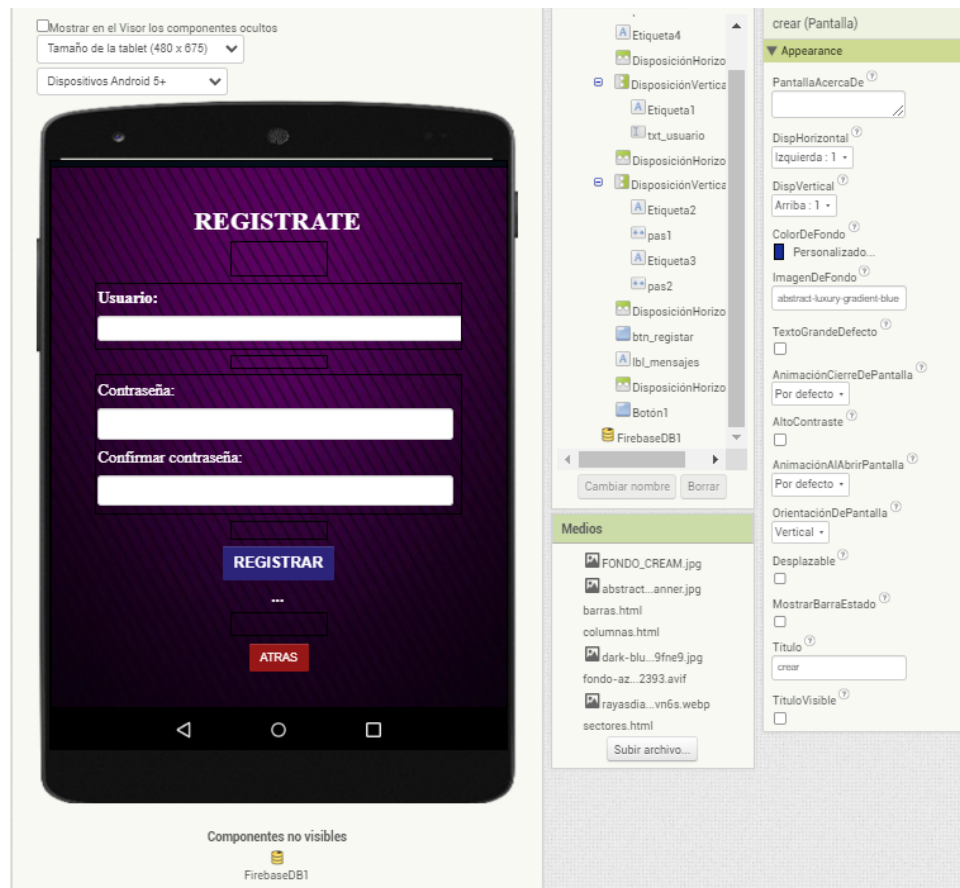 Mostrar en el Visor los componentes ocultos
Tamaño de la tablet (480 x 675)
Dispositivos Android 5+
REGISTRATE
Usuario:
Contraseña:
Confirmar contraseña:
REGISTRAR
...
ATRAS
Componentes no visibles
FirebaseDB1
Etiqueta4
DisposiciónHorizo
DisposiciónVertica
Etiqueta1
txt_usuario
DisposiciónHorizo
DisposiciónVertica
Etiqueta2
pas1
Etiqueta3
pas2
DisposiciónHorizo
btn_registar
lbl_mensajes
DisposiciónHorizo
Botón1
FirebaseDB1
Cambiar nombre
Borrar
Medios
FONDO_CREAM.jpg
abstract...anner.jpg
barras.html
columnas.html
dark-blu...9fne9.jpg
fondo-az...2393.avif
rayasdia...vn6s.webp
sectores.html
Subir archivo...
crear (Pantalla)
Appearance
PantallaAcercaDe
DispHorizontal
Izquierda : 1
DispVertical
Arriba : 1
ColorDeFondo
Personalizado...
ImagenDeFondo
abstract-luxury-gradient-blue
TextoGrandeDefecto
AnimaciónCierreDePantalla
Por defecto
AltoContraste
AnimaciónAlAbrirPantalla
Por defecto
OrientaciónDePantalla
Vertical
Desplazable
MostrarBarraEstado
Título
crear
TítuloVisible